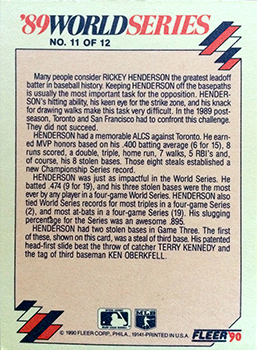 '89 WORLD SERIES
NO. 11 OF 12
Many people consider RICKEY HENDERSON the greatest leadoff
batter in baseball history. Keeping HENDERSON off the basepaths
is usually the most important task for the opposition. HENDER-
SON'S hitting ability, his keen eye for the strike zone, and his knack
for drawing walks make this task very difficult. In the 1989 post-
season, Toronto and San Francisco had to confront this challenge.
They did not succeed.
HENDERSON had a memorable ALCS against Toronto. He earn-
ed MVP honors based on his .400 batting average (6 for 15), 8
runs scored, a double, triple, home run, 7 walks, 5 RBI's and, of
course, his 8 stolen bases. Those eight steals established a
new Championship Series record.
HENDERSON was just as impactful in the World Series. He
batted .474 (9 for 19), and his three stolen bases were the most
ever by any player in a four-game World Series. HENDERSON also
tied World Series records for most triples in a four-game Series
(2), and most at-bats in a four-game Series (19). His slugging
percentage for the Series was an awesome .895.
HENDERSON had two stolen bases in Game Three. The first
of these, shown on this card, was a steal of third base. His patented
head-first slide beat the throw of catcher TERRY KENNEDY and
the tag of third baseman KEN OBERKFELL.
© 1990 FLEER CORP., PHILA., 19141-PRINTED IN U.S.A.
FLEER '90